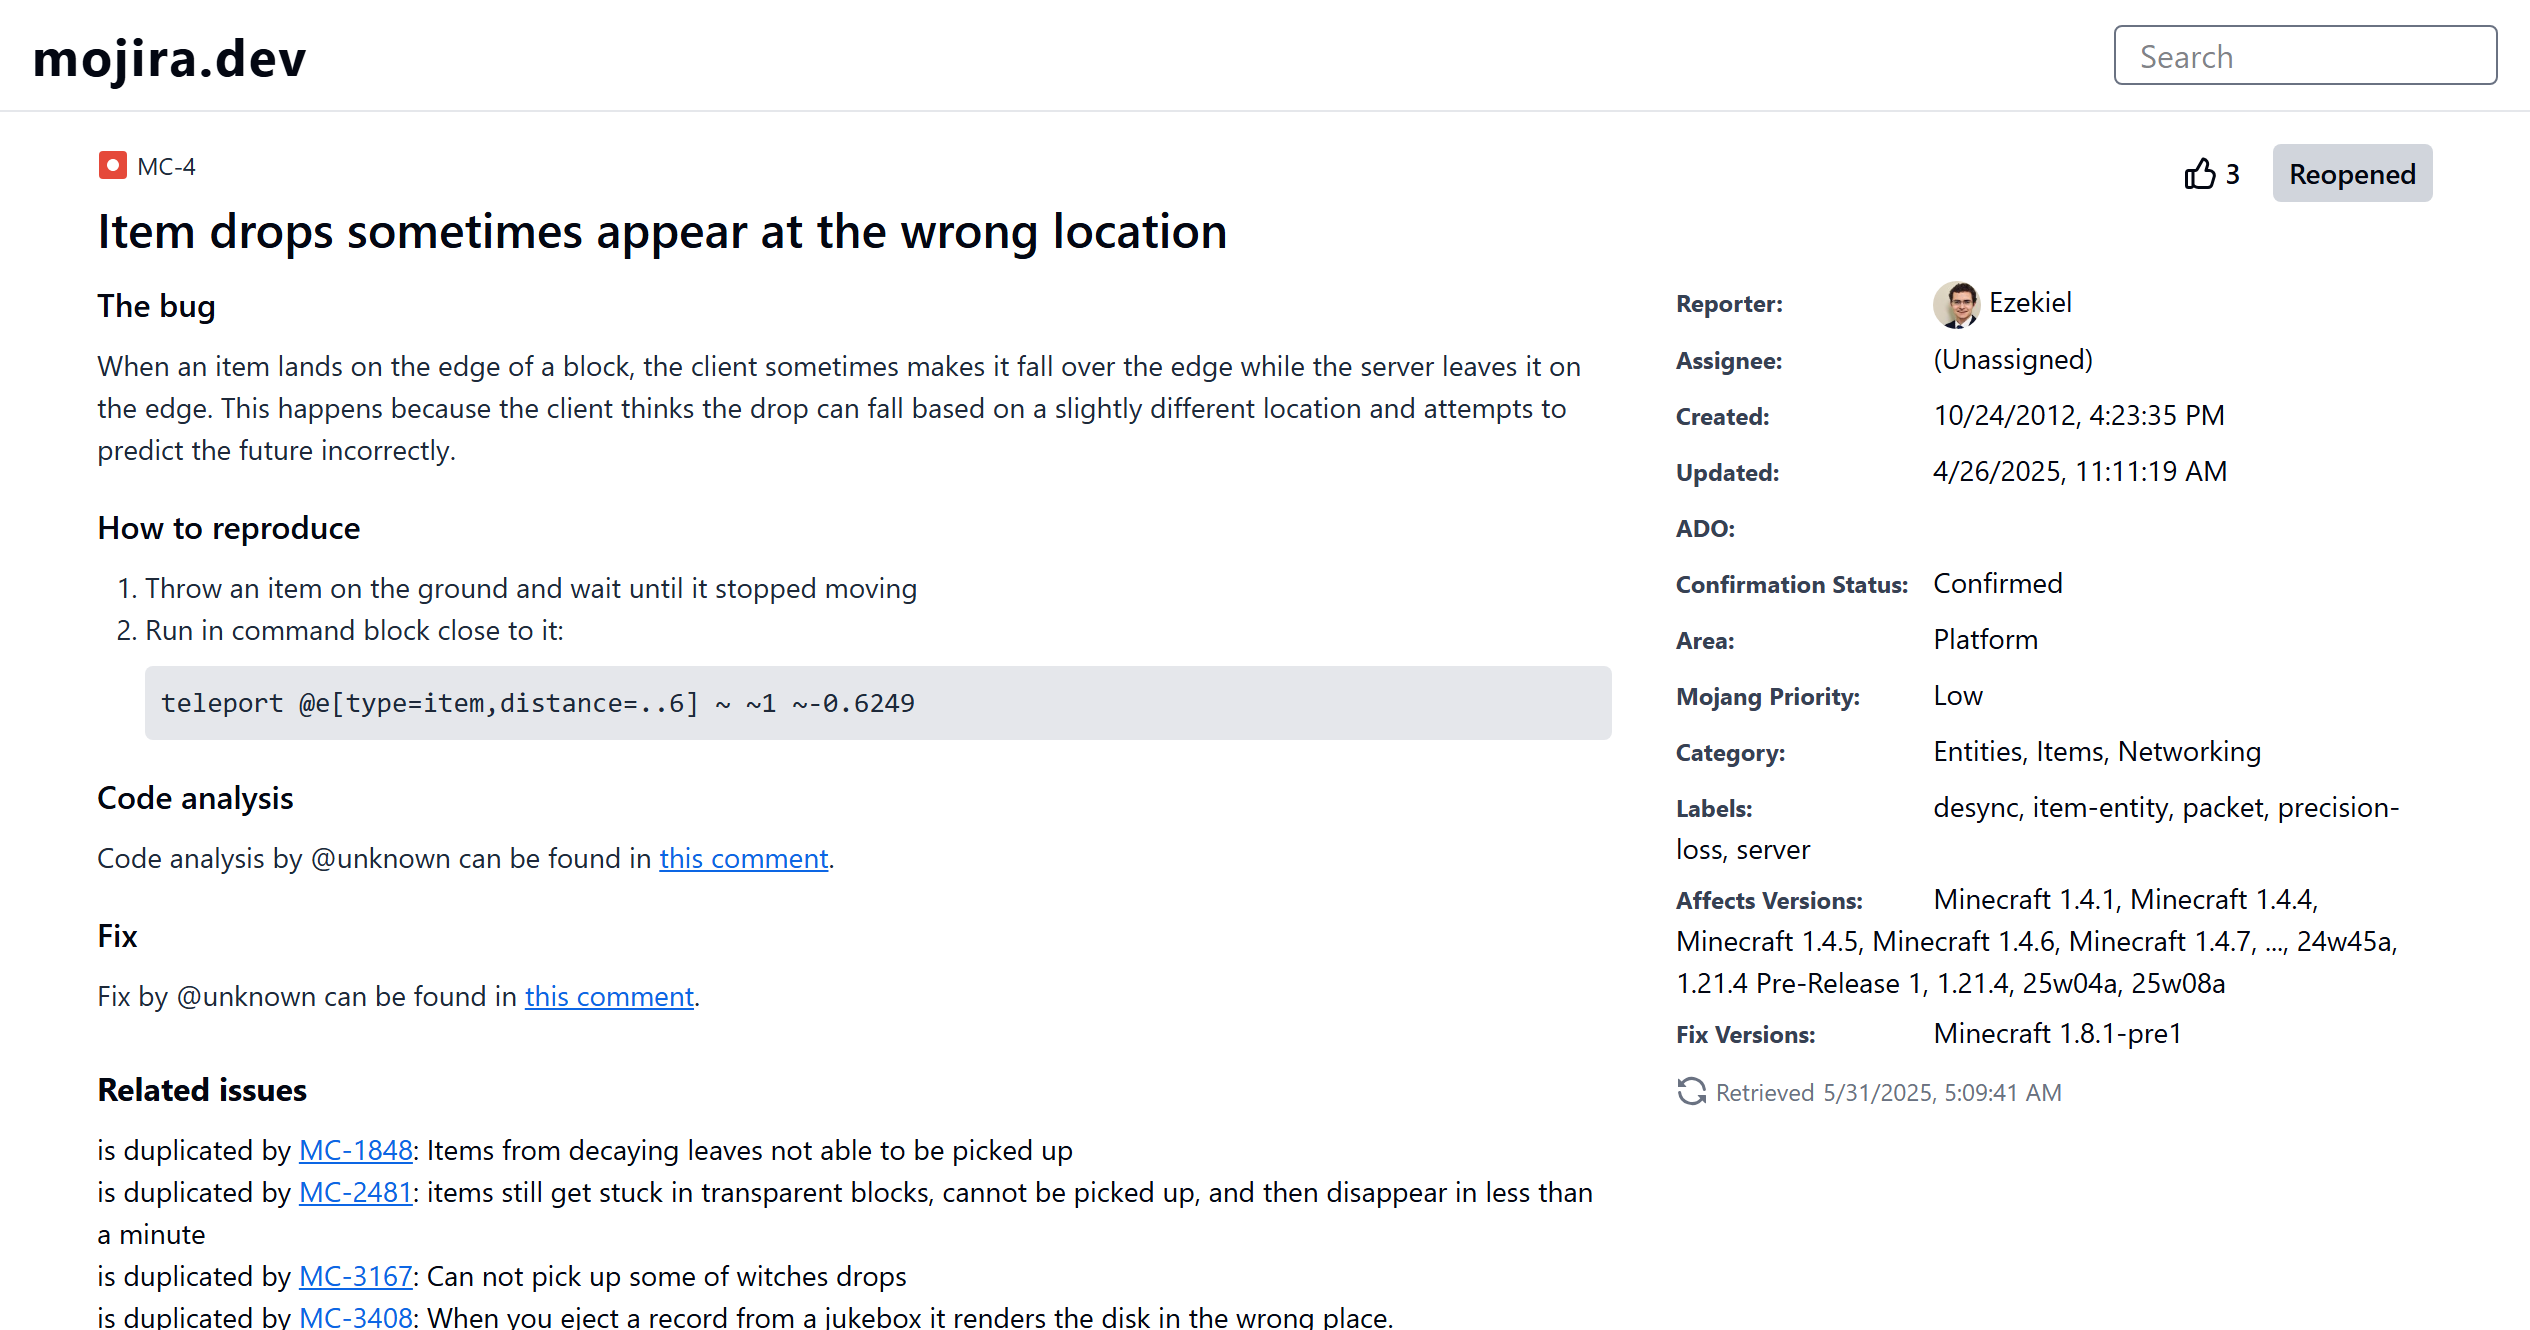 mojira.dev
Search
MC-4
3
Reopened
Item drops sometimes appear at the wrong location
The bug
When an item lands on the edge of a block, the client sometimes makes it fall over the edge while the server leaves it on
the edge. This happens because the client thinks the drop can fall based on a slightly different location and attempts to
predict the future incorrectly.
How to reproduce
1. Throw an item on the ground and wait until it stopped moving
2. Run in command block close to it:
teleport @e[type=item,distance=..6] ~ ~1 ~-0.6249
Code analysis
Code analysis by @unknown can be found in this comment.
Fix
Fix by @unknown can be found in this comment.
Related issues
is duplicated by MC-1848: Items from decaying leaves not able to be picked up
is duplicated by MC-2481: items still get stuck in transparent blocks, cannot be picked up, and then disappear in less than
a minute
is duplicated by MC-3167: Can not pick up some of witches drops
is duplicated by MC-3408: When you eject a record from a jukebox it renders the disk in the wrong place.
Reporter: Ezekiel
Assignee: (Unassigned)
Created: 10/24/2012, 4:23:35 PM
Updated: 4/26/2025, 11:11:19 AM
ADO:
Confirmation Status: Confirmed
Area: Platform
Mojang Priority: Low
Category: Entities, Items, Networking
Labels: desync, item-entity, packet, precision-
loss, server
Affects Versions: Minecraft 1.4.1, Minecraft 1.4.4,
Minecraft 1.4.5, Minecraft 1.4.6, Minecraft 1.4.7, ..., 24w45a,
1.21.4 Pre-Release 1, 1.21.4, 25w04a, 25w08a
Fix Versions: Minecraft 1.8.1-pre1
Retrieved 5/31/2025, 5:09:41 AM